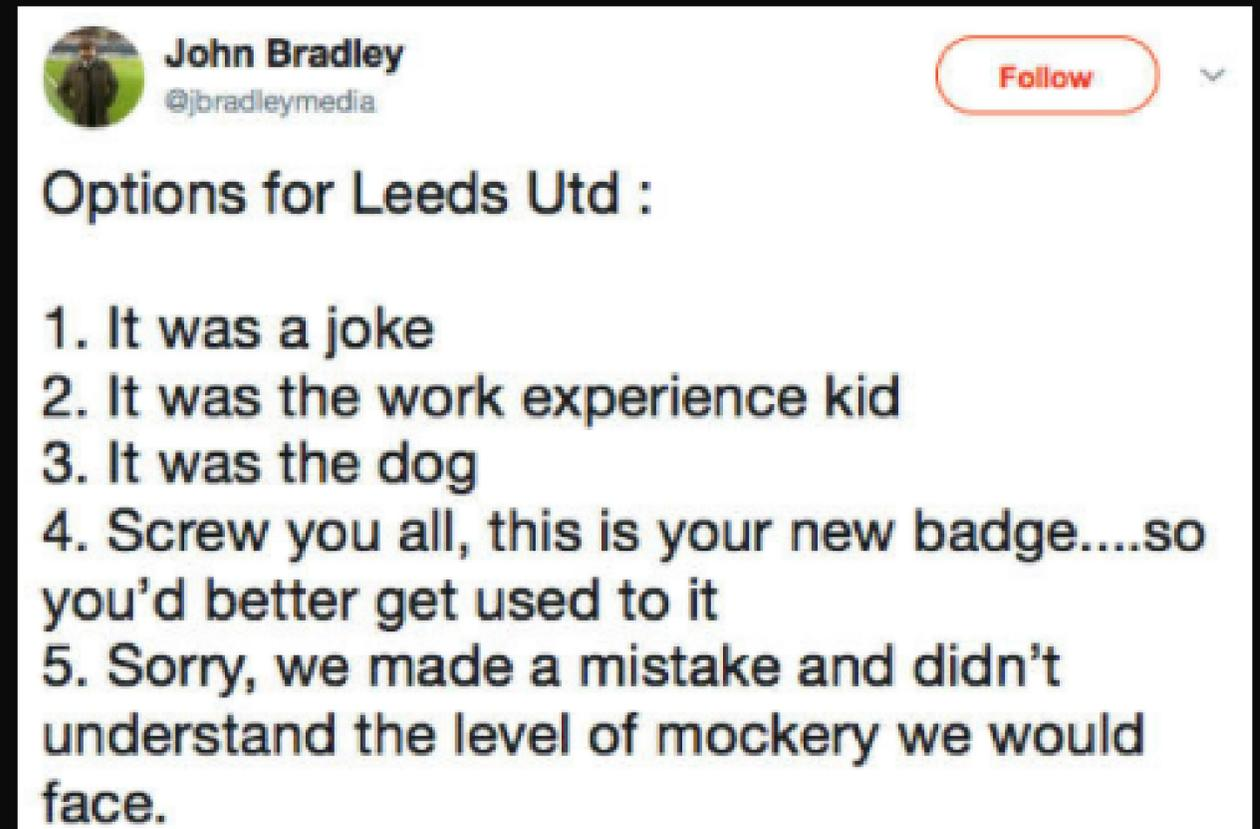 John Bradley
@jbradleymedia
Follow
Options for Leeds Utd :
1. It was a joke
2. It was the work experience kid
3. It was the dog
4. Screw you all, this is your new badge....so
you’d better get used to it
5. Sorry, we made a mistake and didn’t
understand the level of mockery we would
face.